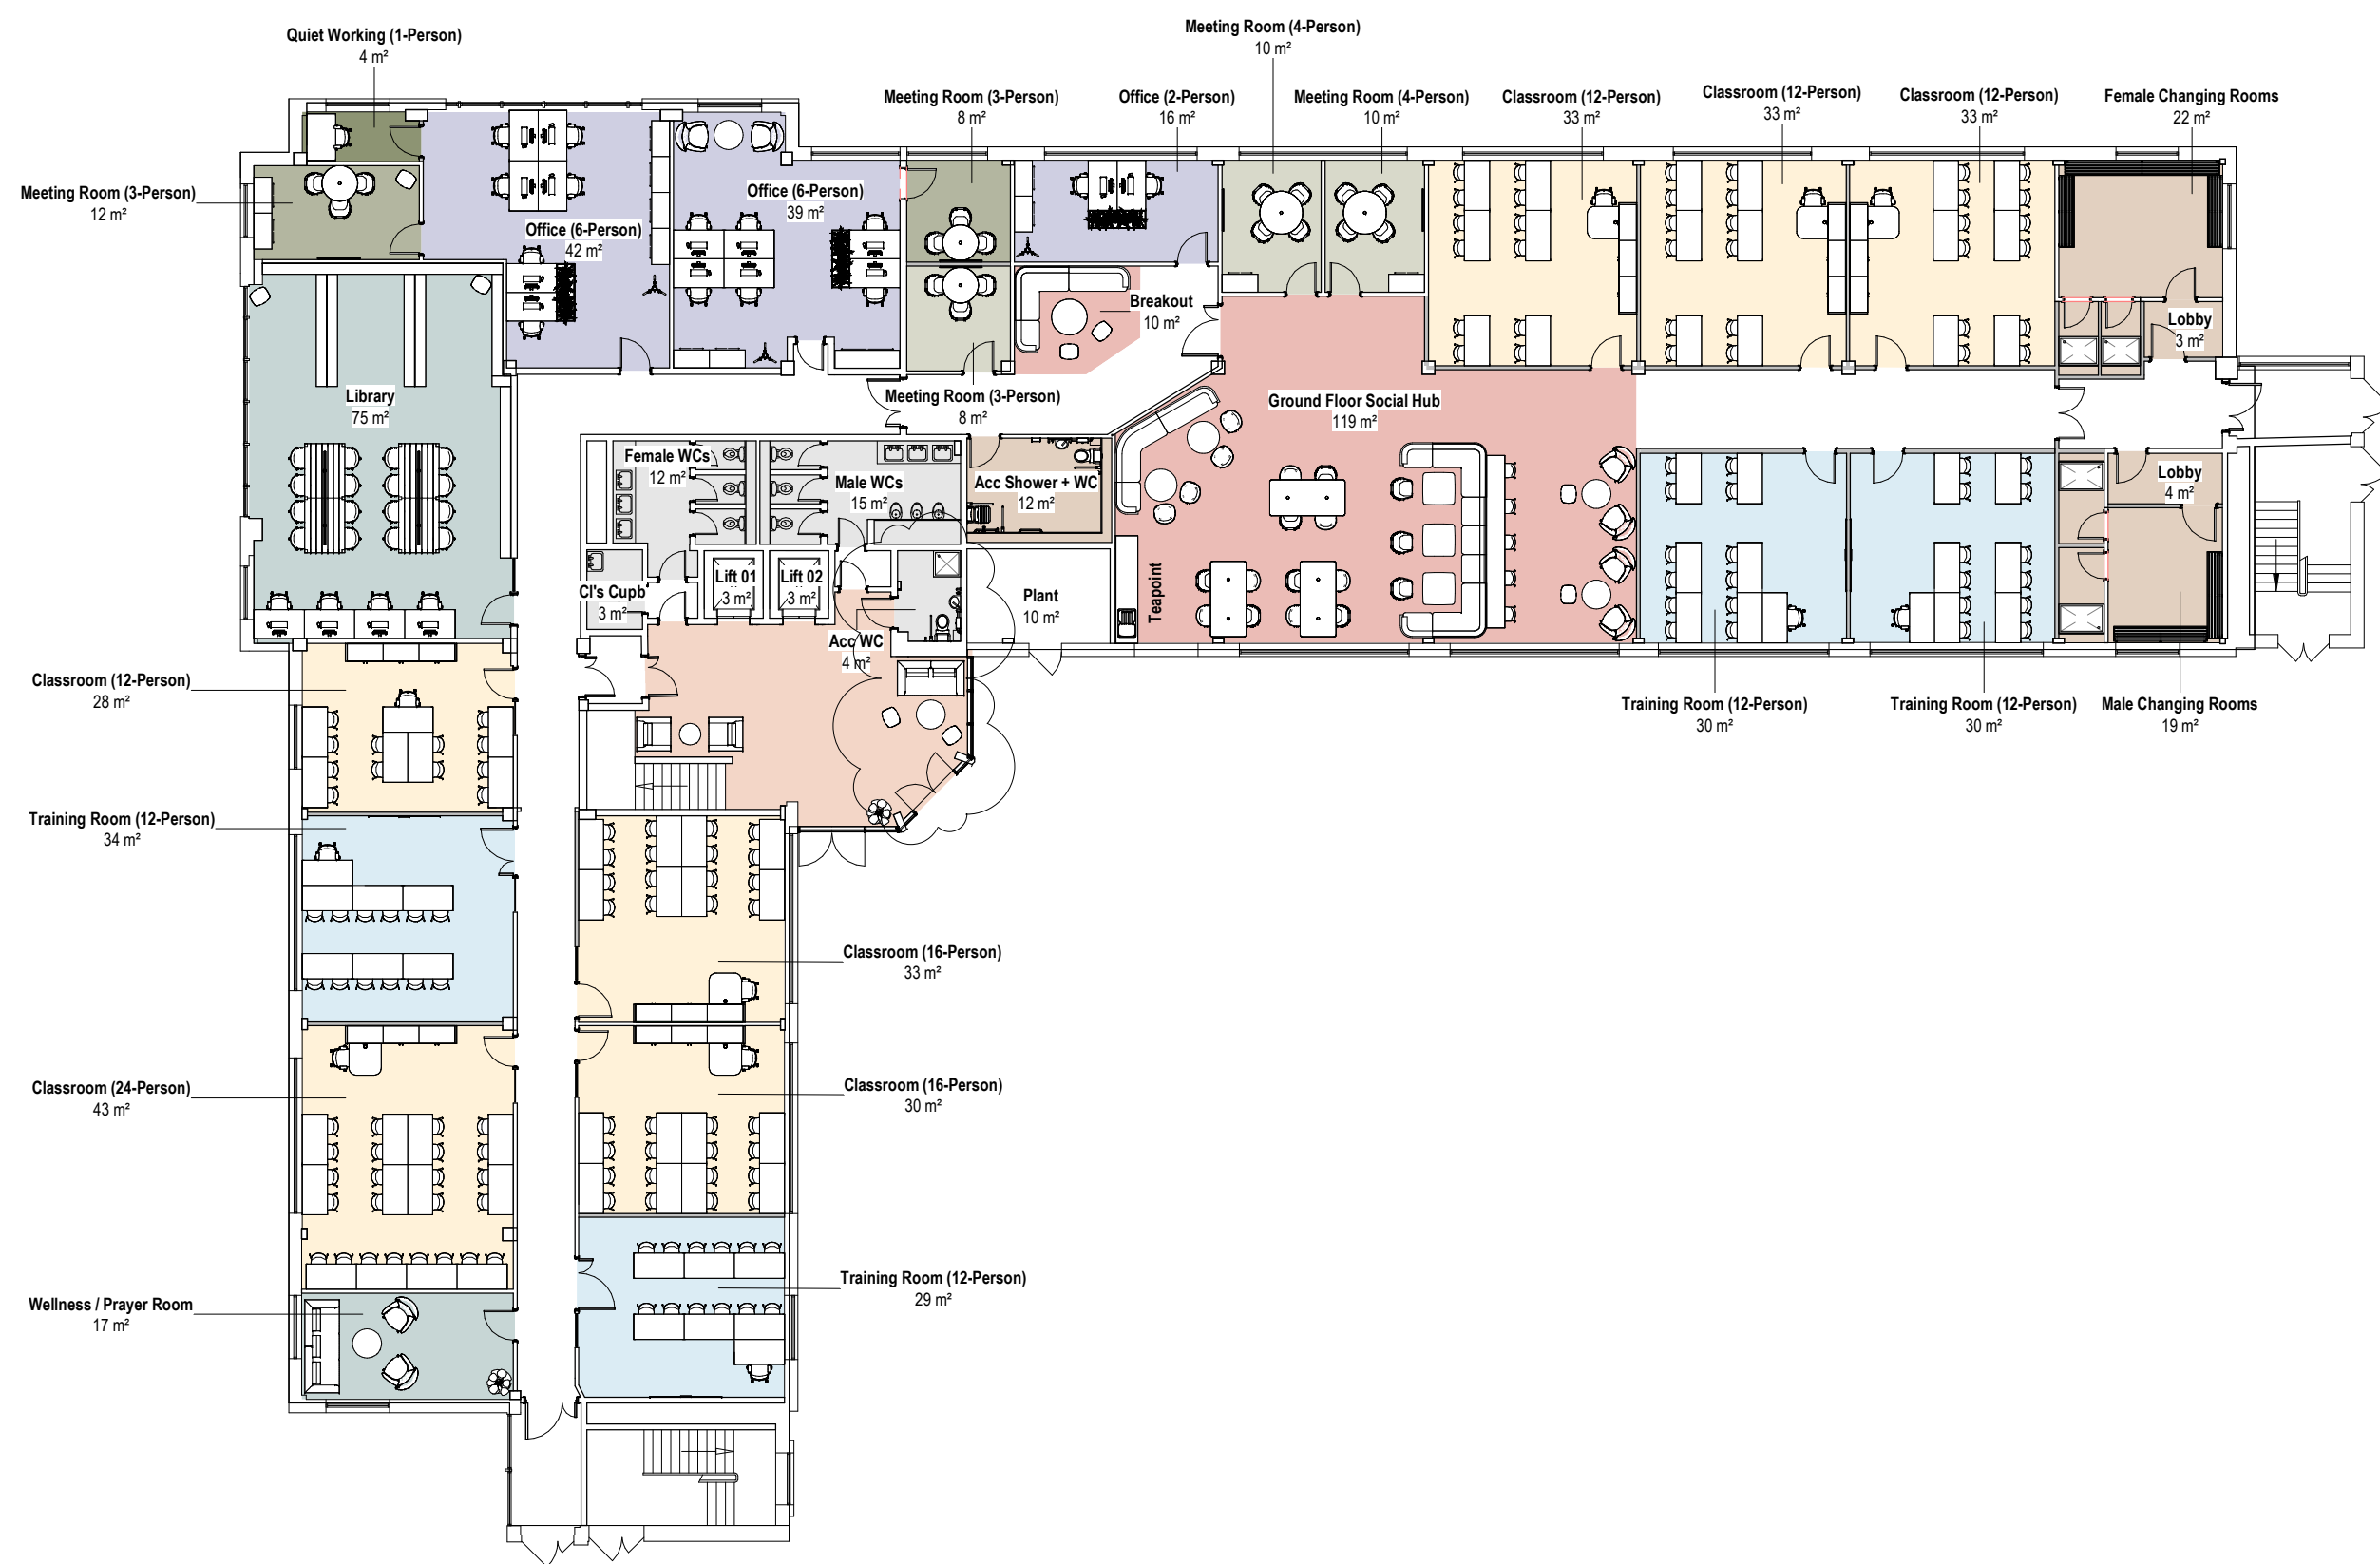 Quiet Working (1-Person)
4 m²
Meeting Room (4-Person)
10 m²
Meeting Room (3-Person)
8 m²
Office (2-Person)
16 m²
Meeting Room (4-Person)
10 m²
Classroom (12-Person)
33 m²
Classroom (12-Person)
33 m²
Classroom (12-Person)
33 m²
Female Changing Rooms
22 m²
Meeting Room (3-Person)
12 m²
Office (6-Person)
39 m²
Office (6-Person)
42 m²
Breakout
10 m²
Lobby
3 m²
Library
75 m²
Meeting Room (3-Person)
8 m²
Ground Floor Social Hub
119 m²
Female WCs
12 m²
Male WCs
15 m²
Acc Shower + WC
12 m²
Lobby
4 m²
Cl's Cupb
3 m²
Lift 01
3 m²
Lift 02
3 m²
Plant
10 m²
Teapoint
Acc WC
4 m²
Classroom (12-Person)
28 m²
Training Room (12-Person)
30 m²
Training Room (12-Person)
30 m²
Male Changing Rooms
19 m²
Training Room (12-Person)
34 m²
Classroom (16-Person)
33 m²
Classroom (24-Person)
43 m²
Classroom (16-Person)
30 m²
Training Room (12-Person)
29 m²
Wellness / Prayer Room
17 m²